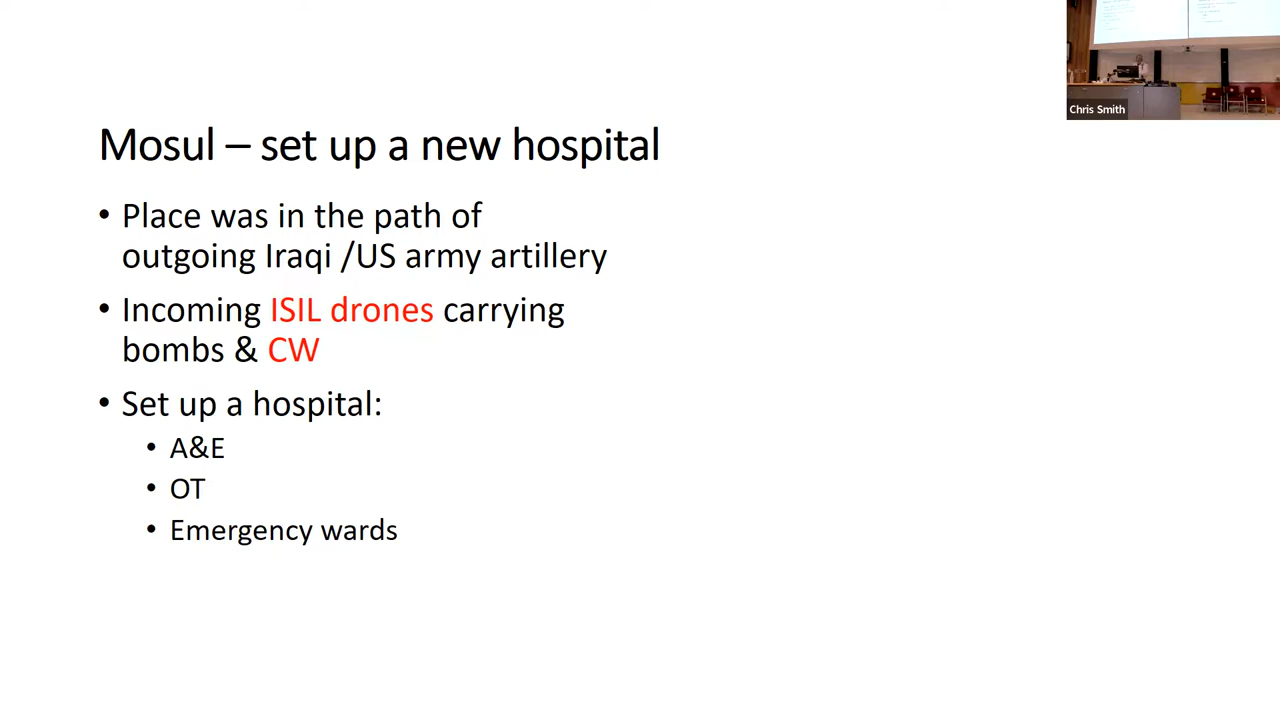 Chris Smith
Mosul – set up a new hospital
• Place was in the path of
outgoing Iraqi /US army artillery
• Incoming ISIL drones carrying
bombs & CW
• Set up a hospital:
• A&E
• OT
• Emergency wards